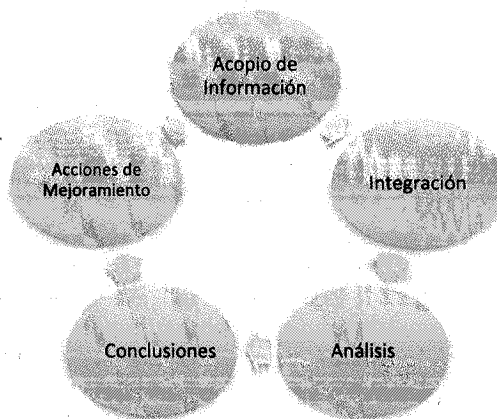 Acopio de
Información
Integración
Análisis
Conclusiones
Acciones de
Mejoramiento